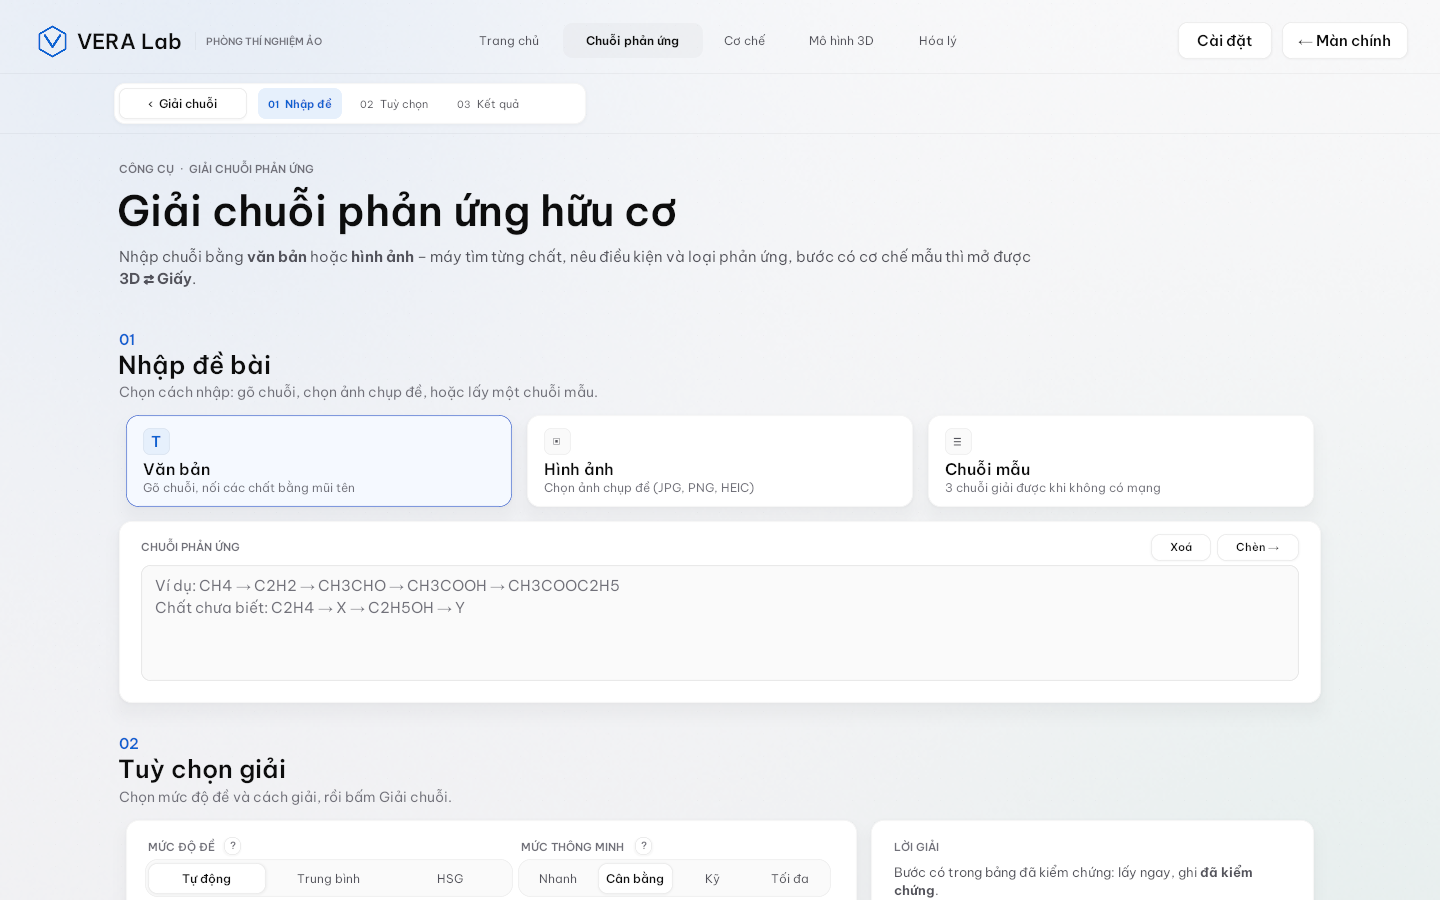 VERA Lab
PHÒNG THÍ NGHIỆM ẢO
Trang chủ
Chuỗi phản ứng
Cơ chế
Mô hình 3D
Hóa lý
Cài đặt
← Màn chính
‹ Giải chuỗi
01 Nhập đề
02 Tuỳ chọn
03 Kết quả
CÔNG CỤ · GIẢI CHUỖI PHẢN ỨNG
Giải chuỗi phản ứng hữu cơ
Nhập chuỗi bằng văn bản hoặc hình ảnh – máy tìm từng chất, nêu điều kiện và loại phản ứng, bước có cơ chế mẫu thì mở được
3D ⇄ Giấy.
01
Nhập đề bài
Chọn cách nhập: gõ chuỗi, chọn ảnh chụp đề, hoặc lấy một chuỗi mẫu.
T
Văn bản
Gõ chuỗi, nối các chất bằng mũi tên
Hình ảnh
Chọn ảnh chụp đề (JPG, PNG, HEIC)
Chuỗi mẫu
3 chuỗi giải được khi không có mạng
CHUỖI PHẢN ỨNG
Xoá
Chèn →
Ví dụ: CH4 → C2H2 → CH3CHO → CH3COOH → CH3COOC2H5
Chất chưa biết: C2H4 → X → C2H5OH → Y
02
Tuỳ chọn giải
Chọn mức độ đề và cách giải, rồi bấm Giải chuỗi.
MỨC ĐỘ ĐỀ ?
Tự động
Trung bình
HSG
MỨC THÔNG MINH ?
Nhanh
Cân bằng
Kỹ
Tối đa
LỜI GIẢI
Bước có trong bảng đã kiểm chứng: lấy ngay, ghi đã kiểm
chứng.